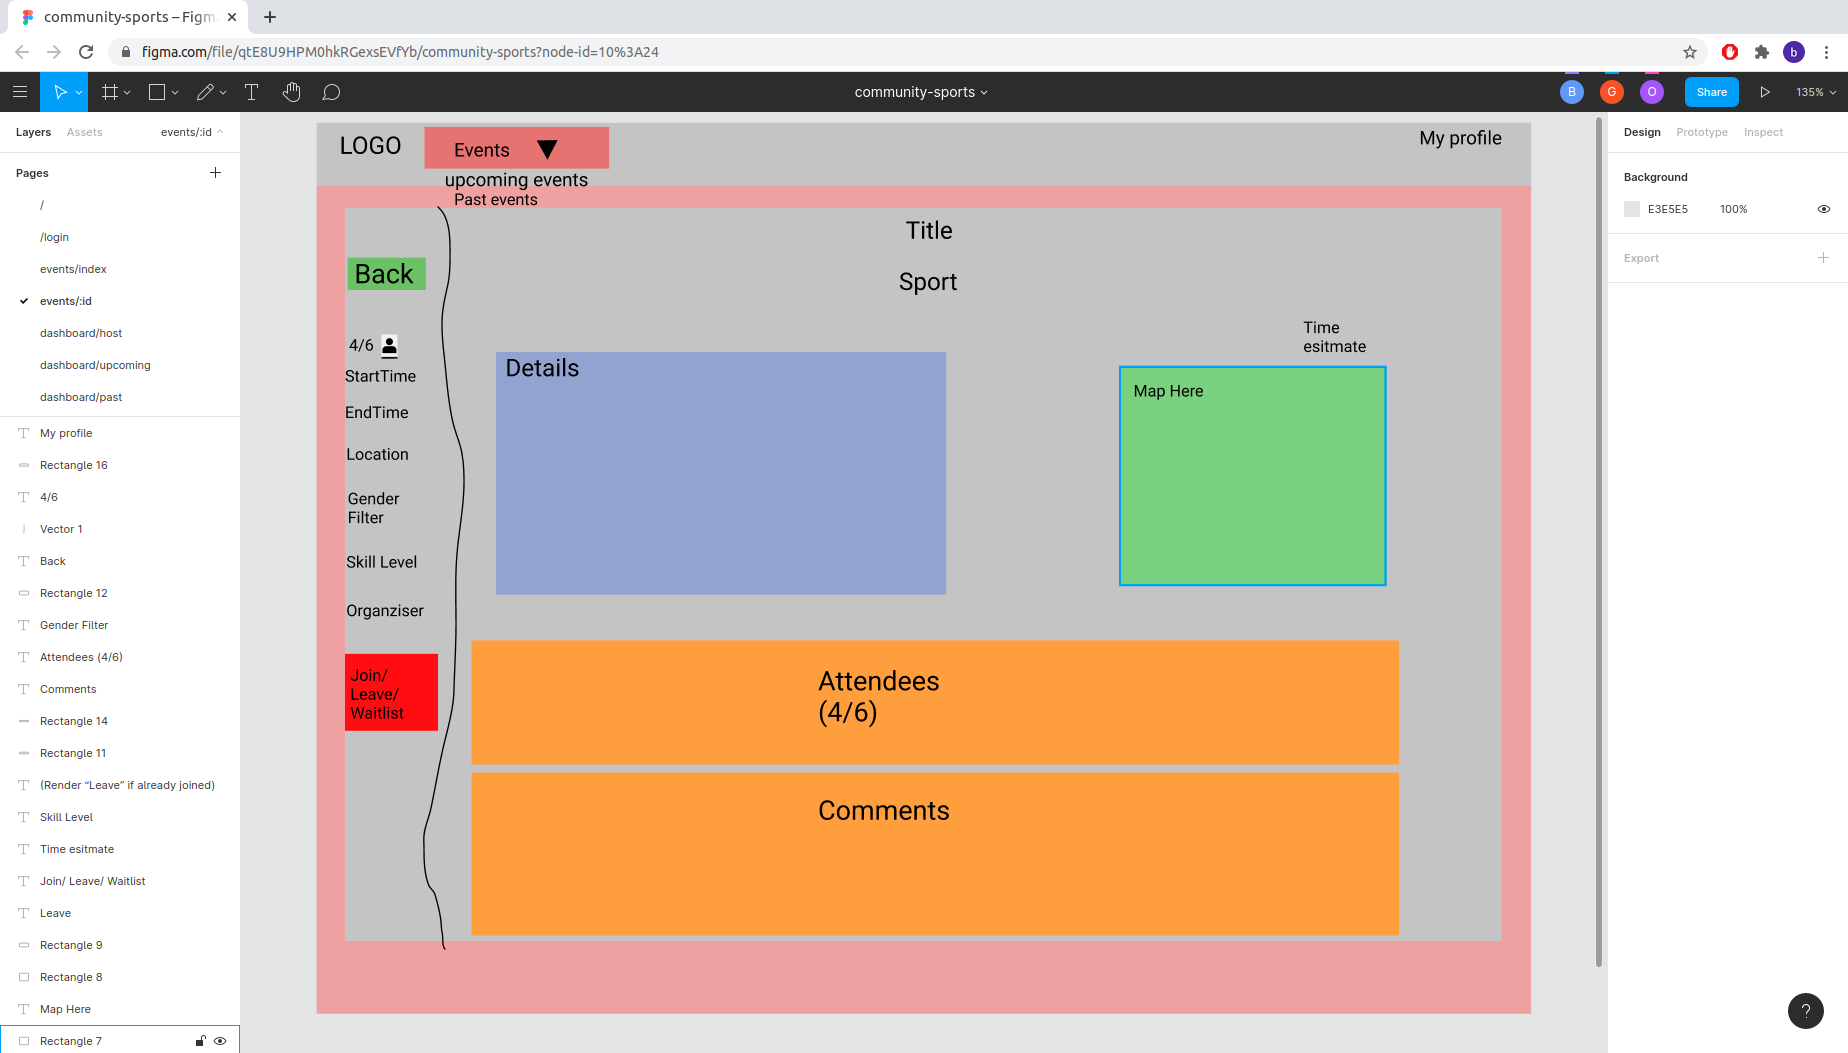 community-sports – Figm
figma.com/file/qtE8U9HPM0hkRGexsEVfYb/community-sports?node-id=10%3A24
b
community-sports
B
G
O
Share
135%
Layers
Assets
events/:id
Pages
/
/login
events/index
events/:id
dashboard/host
dashboard/upcoming
dashboard/past
My profile
Rectangle 16
4/6
Vector 1
Back
Rectangle 12
Gender Filter
Attendees (4/6)
Comments
Rectangle 14
Rectangle 11
(Render “Leave” if already joined)
Skill Level
Time esitmate
Join/ Leave/ Waitlist
Leave
Rectangle 9
Rectangle 8
Map Here
Rectangle 7
LOGO
Events
upcoming events
Past events
My profile
Title
Sport
Back
4/6
StartTime
EndTime
Location
Gender
Filter
Skill Level
Organziser
Join/
Leave/
Waitlist
Details
Time
esitmate
Map Here
Attendees
(4/6)
Comments
Design
Prototype
Inspect
Background
E3E5E5
100%
Export
?